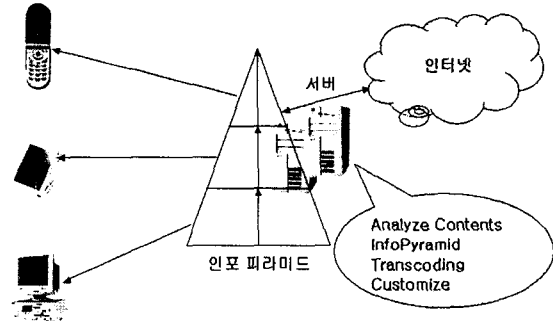 서버
인터넷
인포 피라미드
Analyze Contents
InfoPyramid
Transcoding
Customize